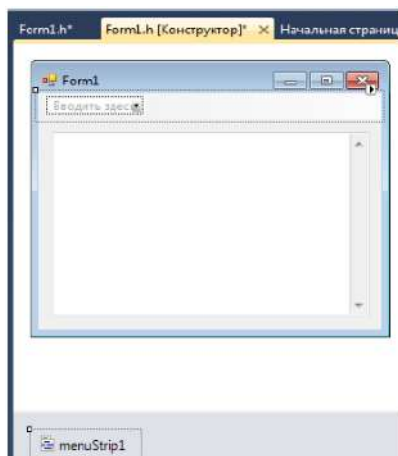 Form1.h* Form1.h [Конструктор]* × Начальная страниц
Form1
Вводить здесь
menuStrip1